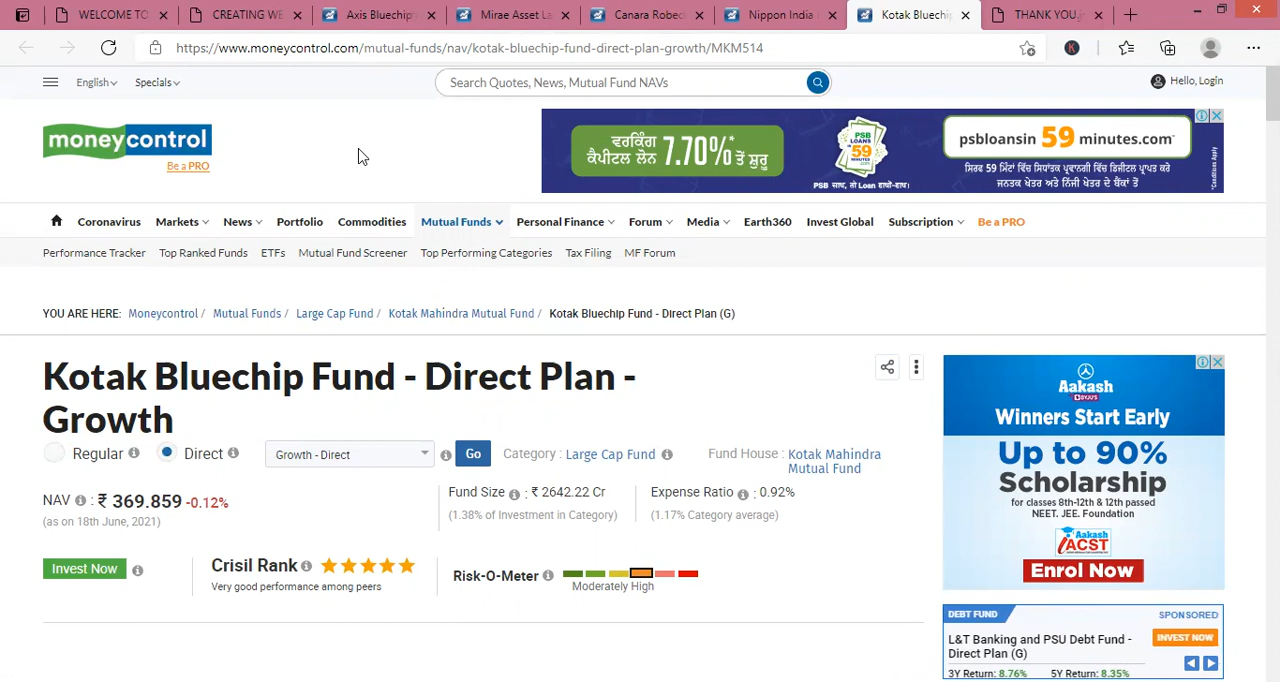 WELCOME TO
CREATING WE
Axis Bluechip
Mirae Asset La
Canara Robec
Nippon India
Kotak Bluechip
THANK YOU.
https://www.moneycontrol.com/mutual-funds/nav/kotak-bluechip-fund-direct-plan-growth/MKM514
English
Specials
Search Quotes, News, Mutual Fund NAVs
Hello, Login
moneycontrol
Be a PRO
ਵਰਕਿੰਗ
ਕੈਪੀਟਲ ਲੋਨ 7.70%* ਤੋਂ ਸ਼ੁਰੂ
PSB
LOANS
IN 59
MINUTES
psbloansin 59 minutes.com*
Home
Coronavirus
Markets
News
Portfolio
Commodities
Mutual Funds
Personal Finance
Forum
Media
Earth360
Invest Global
Subscription
Be a PRO
Performance Tracker
Top Ranked Funds
ETFs
Mutual Fund Screener
Top Performing Categories
Tax Filing
MF Forum
YOU ARE HERE: Moneycontrol / Mutual Funds / Large Cap Fund / Kotak Mahindra Mutual Fund / Kotak Bluechip Fund - Direct Plan (G)
Kotak Bluechip Fund - Direct Plan -
Growth
Regular
Direct
Growth - Direct
Go
Category : Large Cap Fund
Fund House : Kotak Mahindra
Mutual Fund
NAV : ₹ 369.859 -0.12%
(as on 18th June, 2021)
Fund Size : ₹ 2642.22 Cr
(1.38% of Investment in Category)
Expense Ratio : 0.92%
(1.17% Category average)
Invest Now
Crisil Rank
Very good performance among peers
Risk-O-Meter
Moderately High
Aakash
BYJU'S
Winners Start Early
Up to 90%
Scholarship
for classes 8th-12th & 12th passed
NEET. JEE. Foundation
Aakash
iACST
Enrol Now
DEBT FUND
SPONSORED
L&T Banking and PSU Debt Fund -
Direct Plan (G)
INVEST NOW
3Y Return: 8.76%
5Y Return: 8.35%